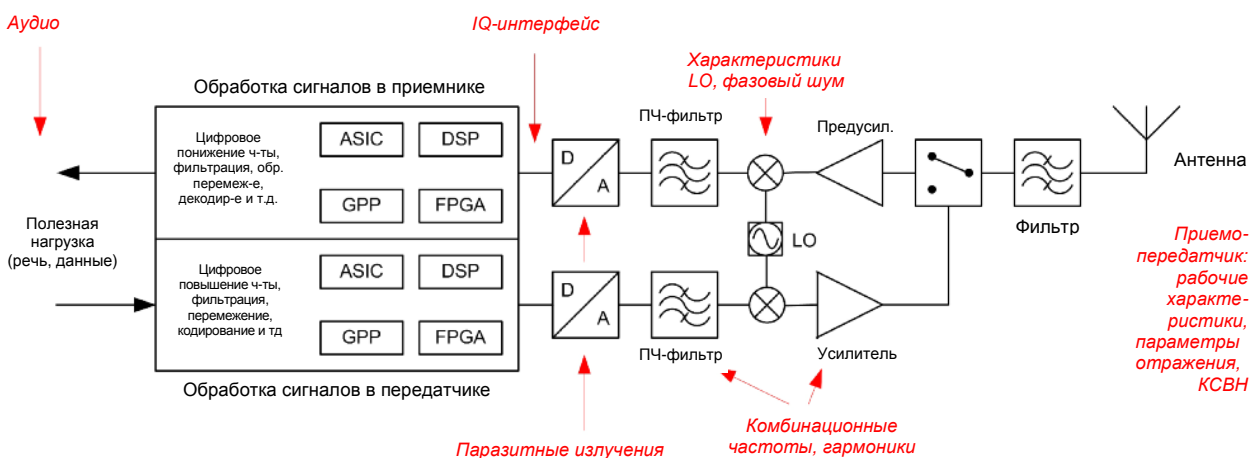 Аудио
IQ-интерфейс
Характеристики
LO, фазовый шум
Обработка сигналов в приемнике
ПЧ-фильтр
Предусил.
Цифровое
понижение ч-ты,
фильтрация, обр.
перемеж-е,
декодир-е и т.д.
ASIC
DSP
GPP
FPGA
D
A
Антенна
Фильтр
Полезная
нагрузка
(речь, данные)
LO
Цифровое
повышение ч-ты,
фильтрация,
перемежение,
кодирование и тд
ASIC
DSP
GPP
FPGA
D
A
ПЧ-фильтр
Усилитель
Обработка сигналов в передатчике
Приемо-
передатчик:
рабочие
характе-
ристики,
параметры
отражения,
КСВН
Паразитные излучения
Комбинационные
частоты, гармоники